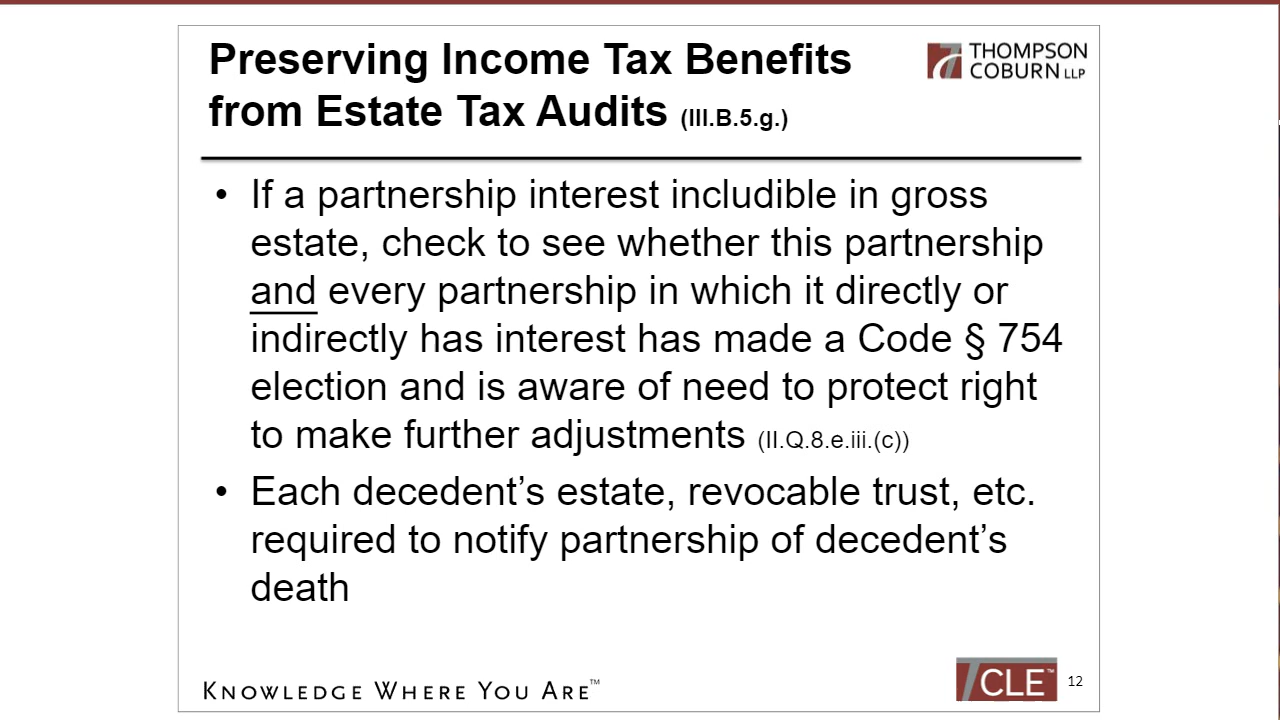 Preserving Income Tax Benefits
from Estate Tax Audits (III.B.5.g.)
THOMPSON
COBURN LLP
• If a partnership interest includible in gross
estate, check to see whether this partnership
and every partnership in which it directly or
indirectly has interest has made a Code § 754
election and is aware of need to protect right
to make further adjustments (II.Q.8.e.iii.(c))
• Each decedent’s estate, revocable trust, etc.
required to notify partnership of decedent’s
death
KNOWLEDGE WHERE YOU ARE™
CLE™
12